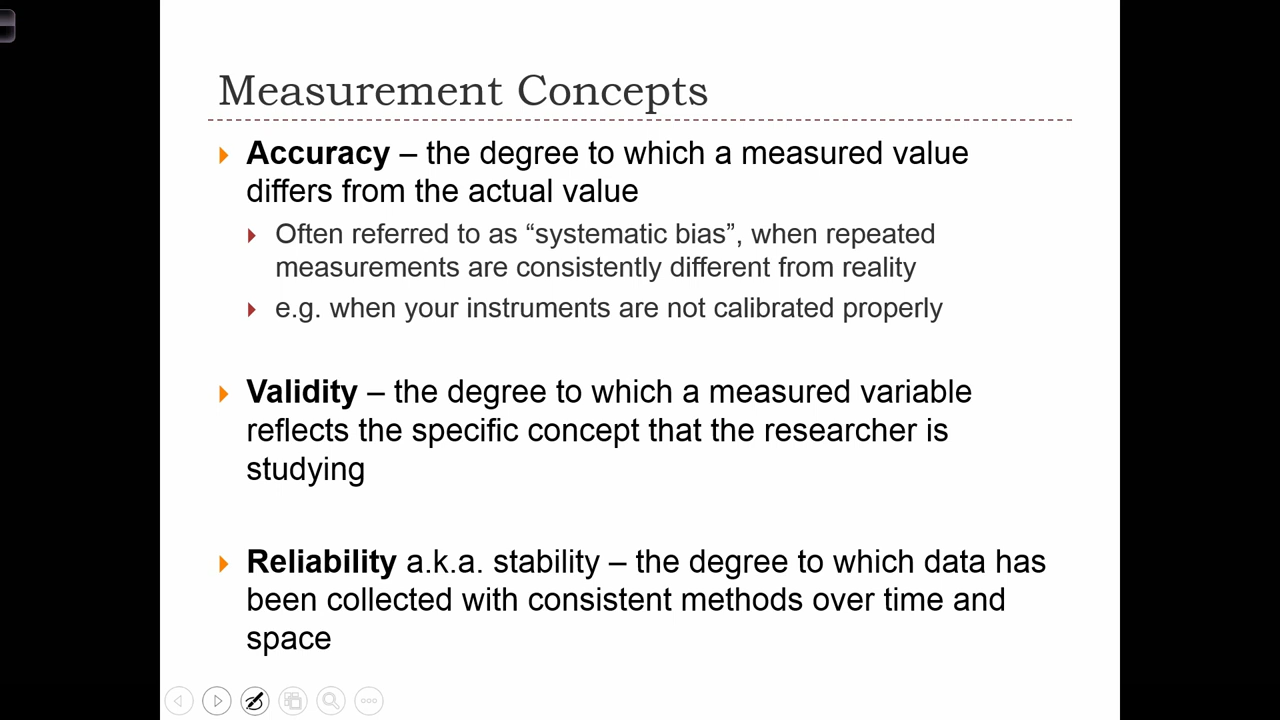 Measurement Concepts
Accuracy – the degree to which a measured value
differs from the actual value
Often referred to as “systematic bias”, when repeated
measurements are consistently different from reality
e.g. when your instruments are not calibrated properly
Validity – the degree to which a measured variable
reflects the specific concept that the researcher is
studying
Reliability a.k.a. stability – the degree to which data has
been collected with consistent methods over time and
space